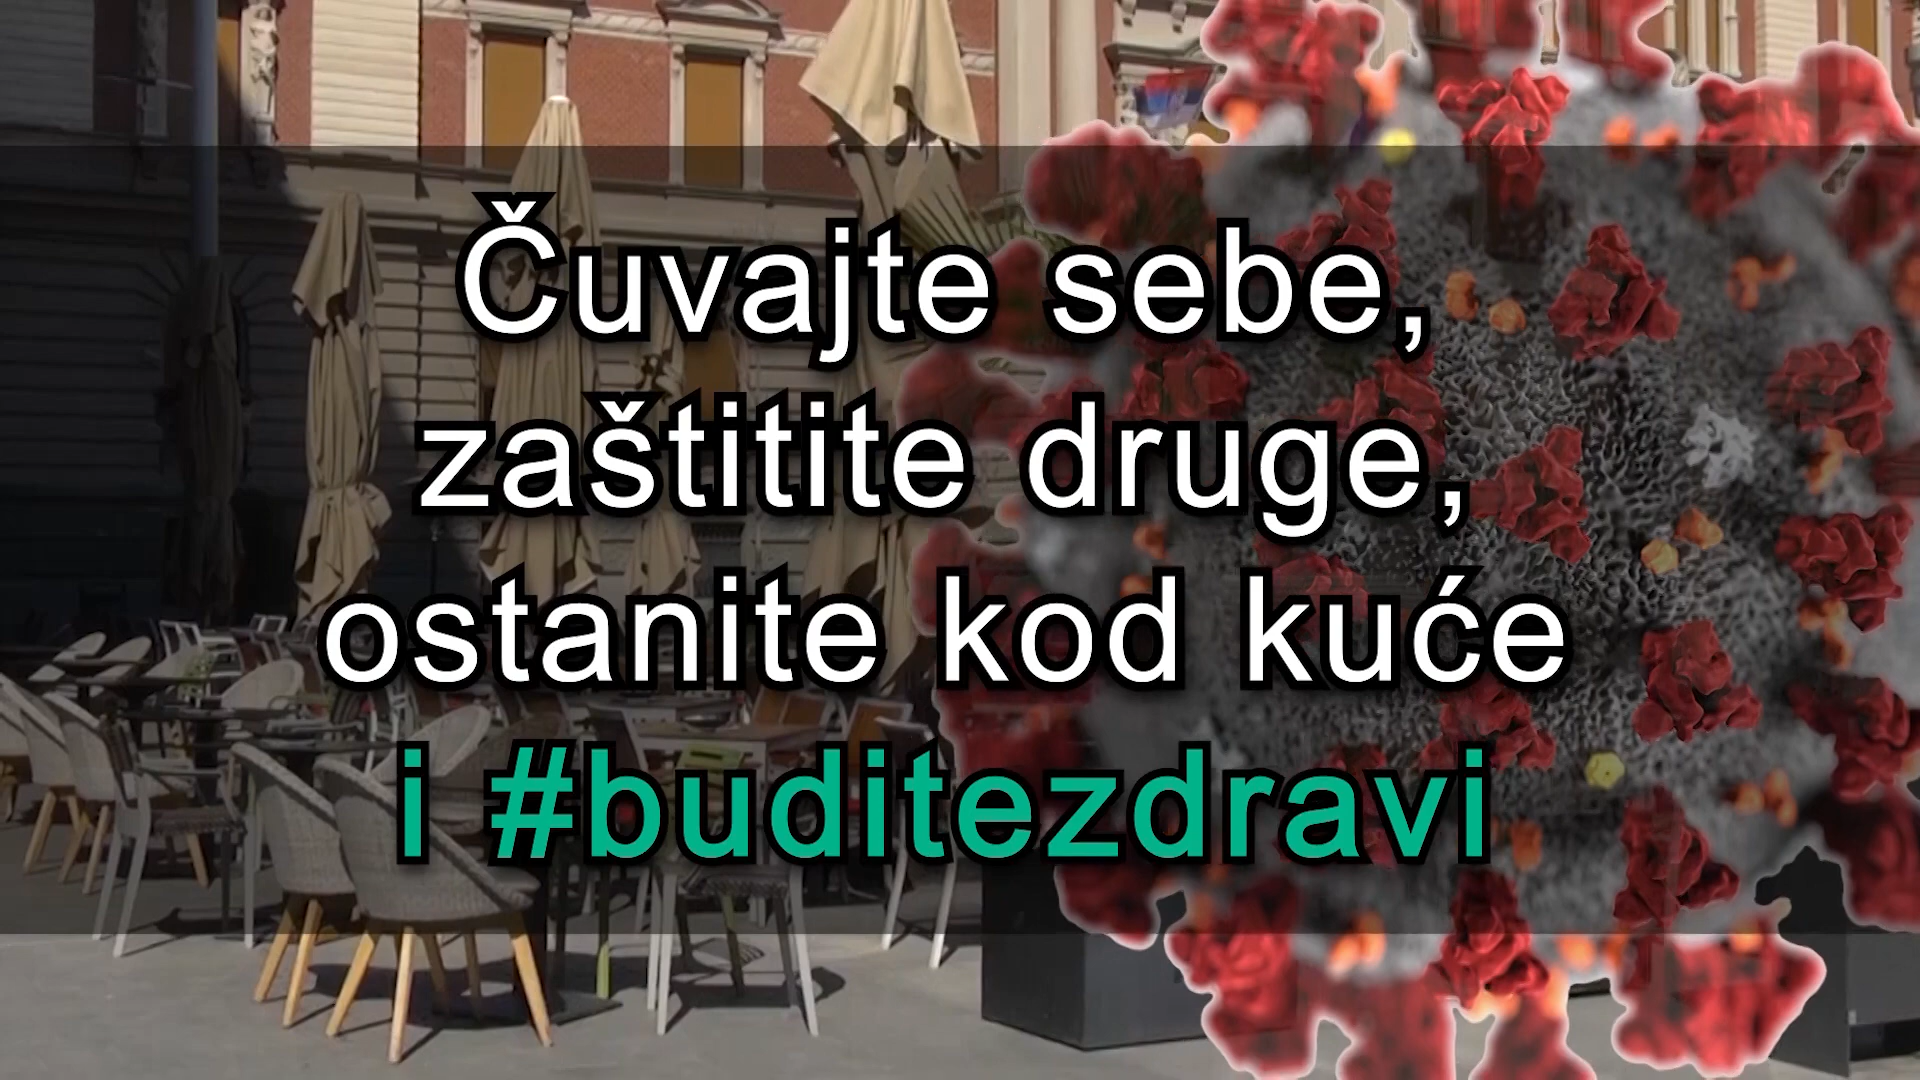 Čuvajte sebe,
zaštitite druge,
ostanite kod kuće
i #buditezdravi